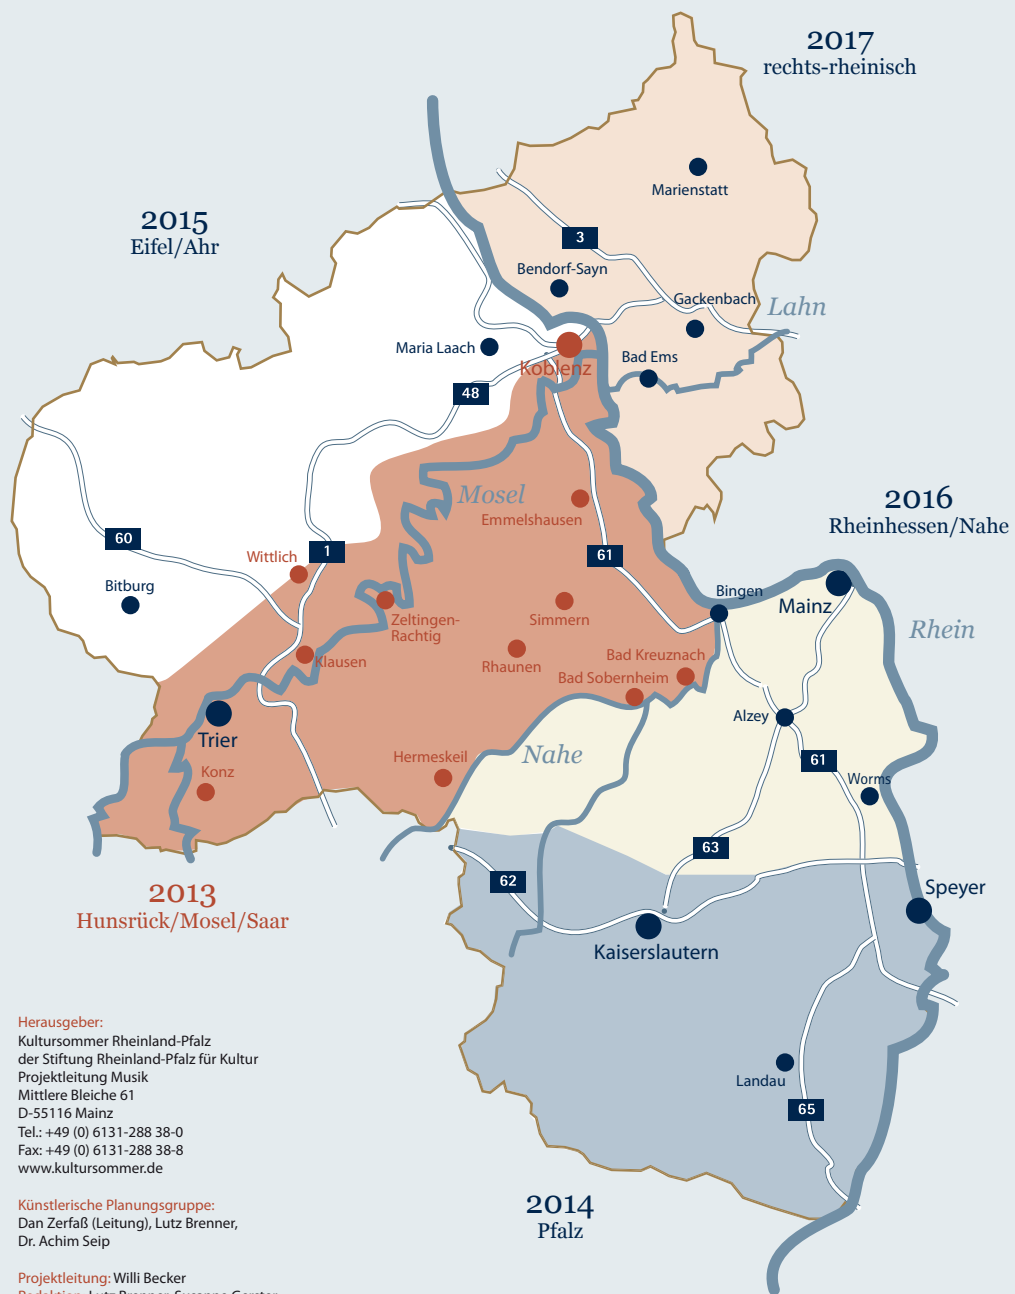 2017
rechts-rheinisch
Marienstatt
2015
Eifel/Ahr
3
Bendorf-Sayn
Gackenbach
Lahn
Maria Laach
Koblenz
Bad Ems
48
Mosel
Emmelshausen
2016
Rheinhessen/Nahe
60
Wittlich
1
61
Bitburg
Bingen
Mainz
Zeltingen-
Rachtig
Simmern
Rhein
Klausen
Rhaunen
Bad Kreuznach
Bad Sobernheim
Alzey
Trier
Nahe
Hermeskeil
Konz
61
Worms
63
62
2013
Hunsrück/Mosel/Saar
Speyer
Kaiserslautern
Landau
65
2014
Pfalz
Herausgeber:
Kultursommer Rheinland-Pfalz
der Stiftung Rheinland-Pfalz für Kultur
Projektleitung Musik
Mittlere Bleiche 61
D-55116 Mainz
Tel.: +49 (0) 6131-288 38-0
Fax: +49 (0) 6131-288 38-8
www.kultursommer.de
Künstlerische Planungsgruppe:
Dan Zerfaß (Leitung), Lutz Brenner,
Dr. Achim Seip
Projektleitung: Willi Becker
Redaktion: Lutz Brenner, Susanne Gerster